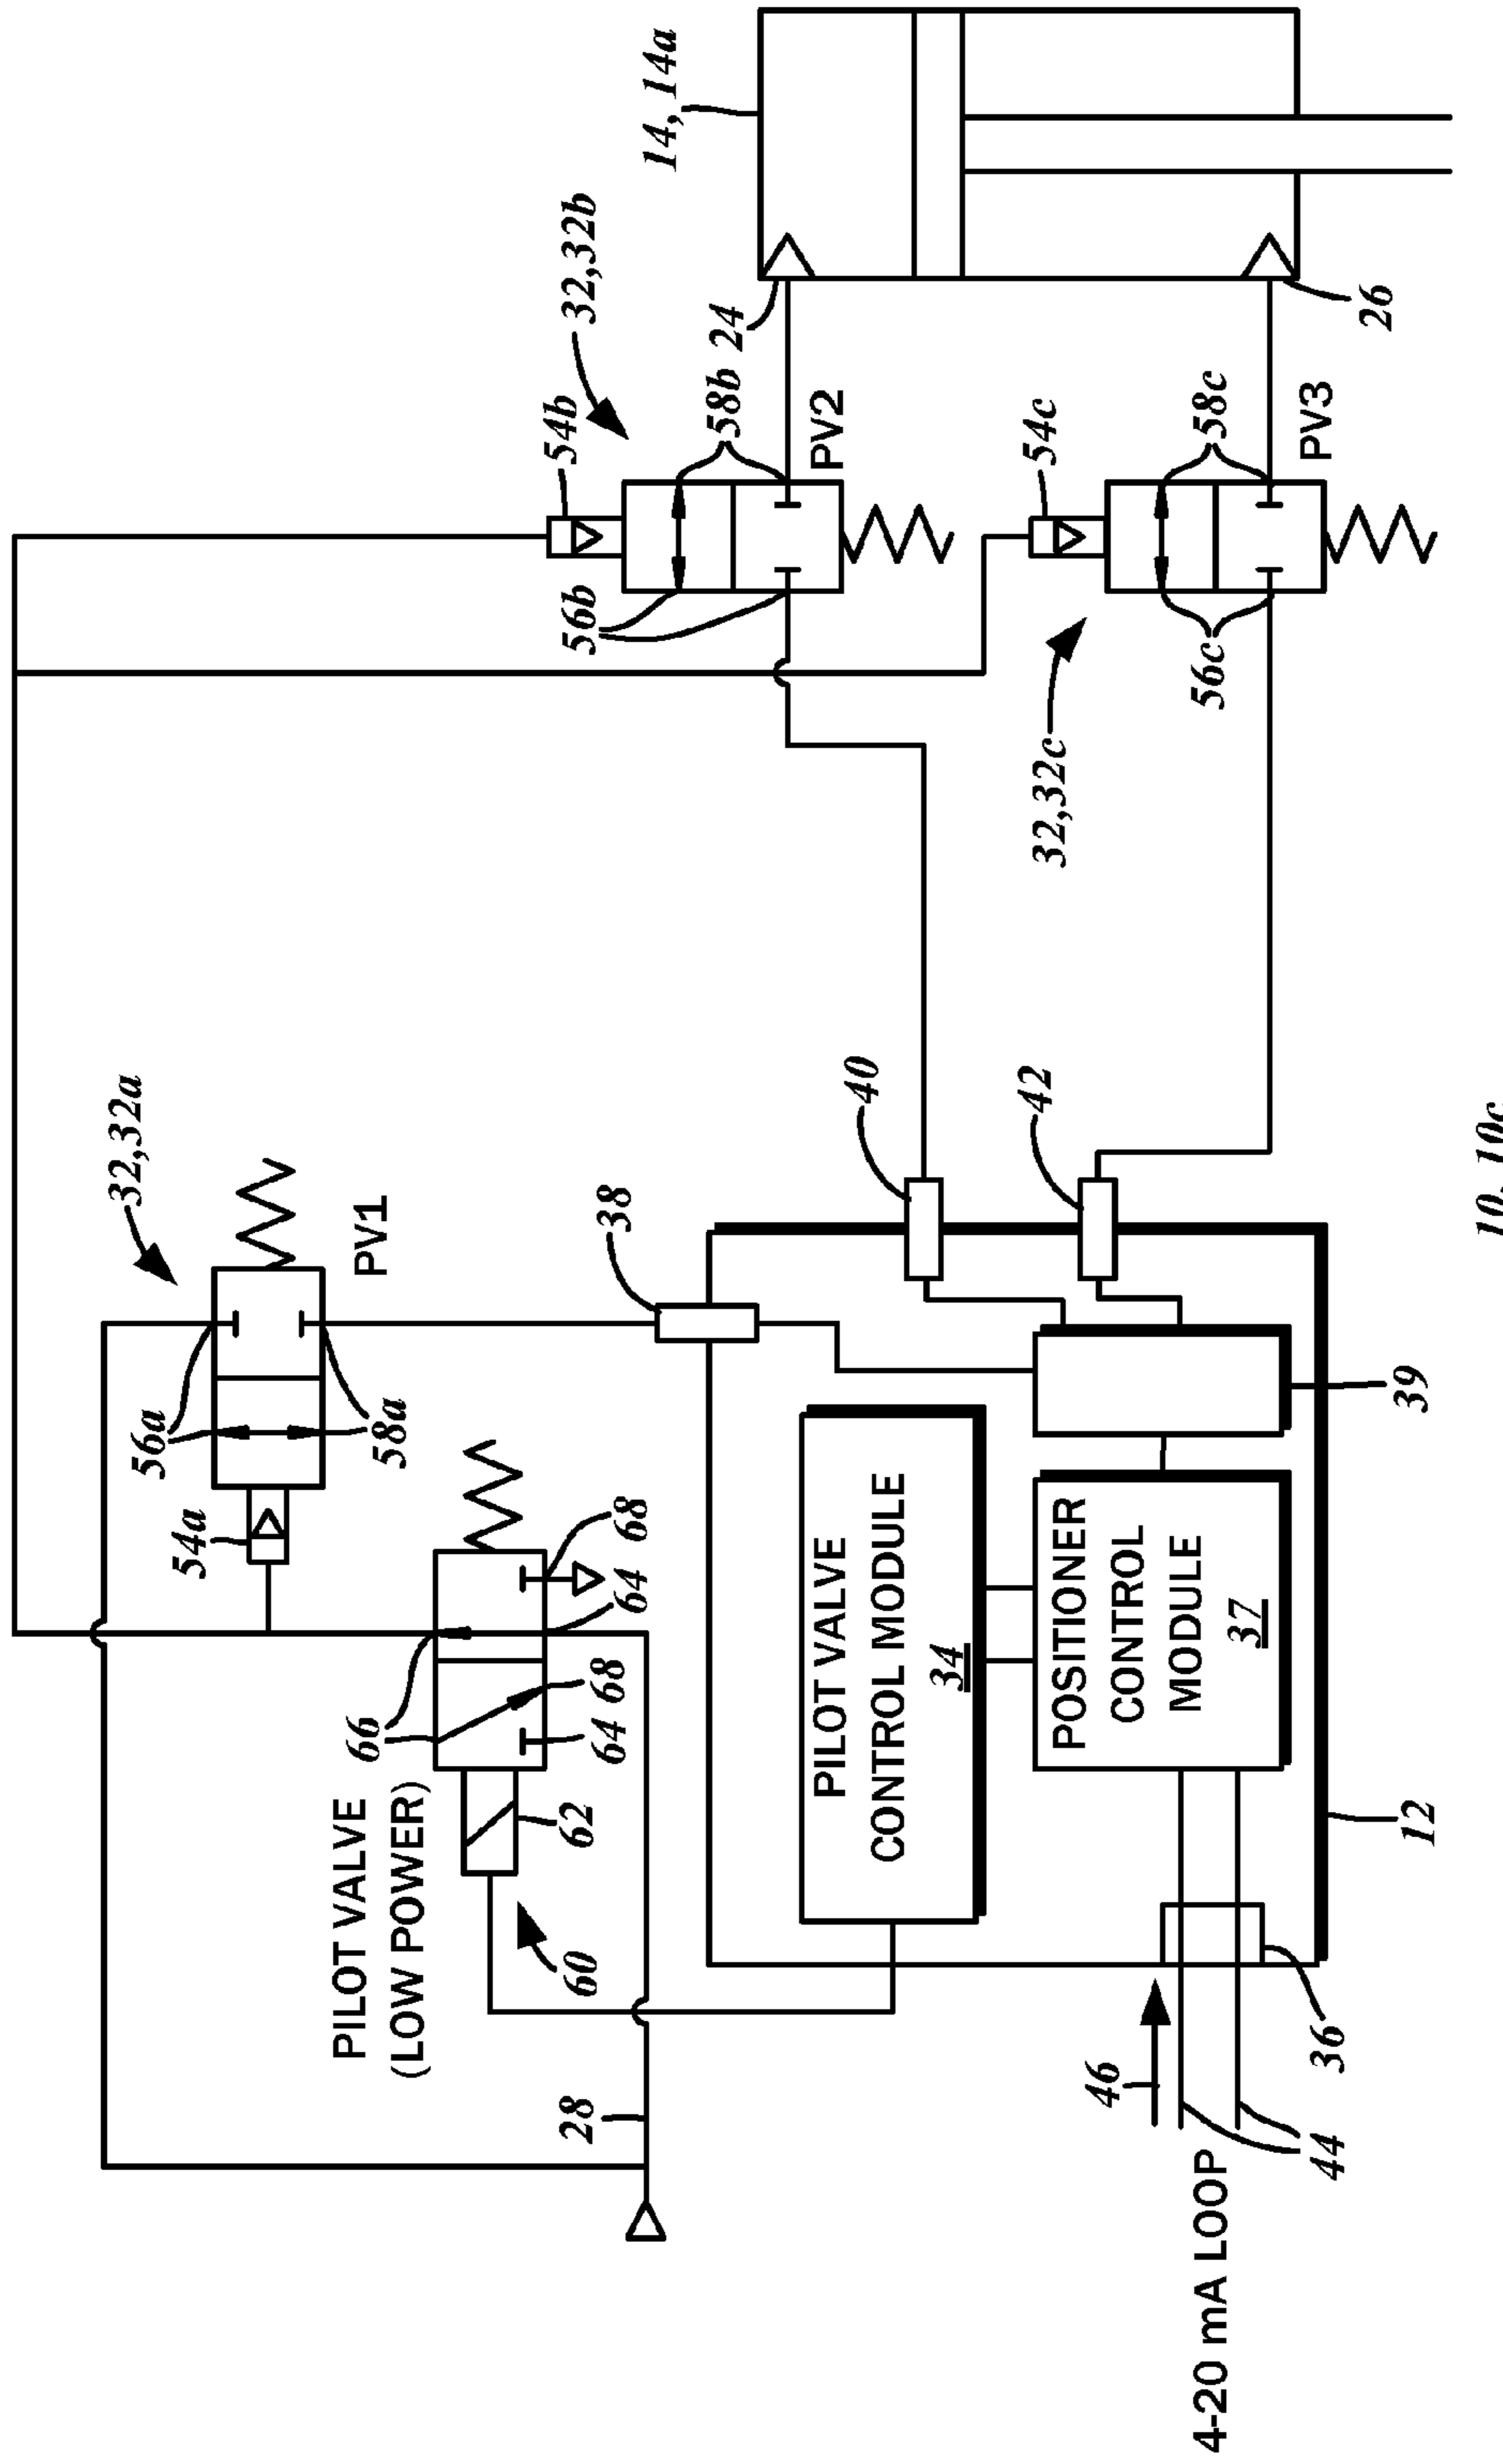 14, 14a
32,32b
24
26
54b
58b
56b
PV2
54c
58c
56c
PV3
32,32c
32,32a
PV1
56a
58a
54a
38
40
42
39
68
64
66
68
64
62
60
PILOT VALVE
(LOW POWER)
28
PILOT VALVE
CONTROL MODULE
34
POSITIONER
CONTROL
MODULE
37
12
36
46
44
4-20 mA LOOP
10, 10c